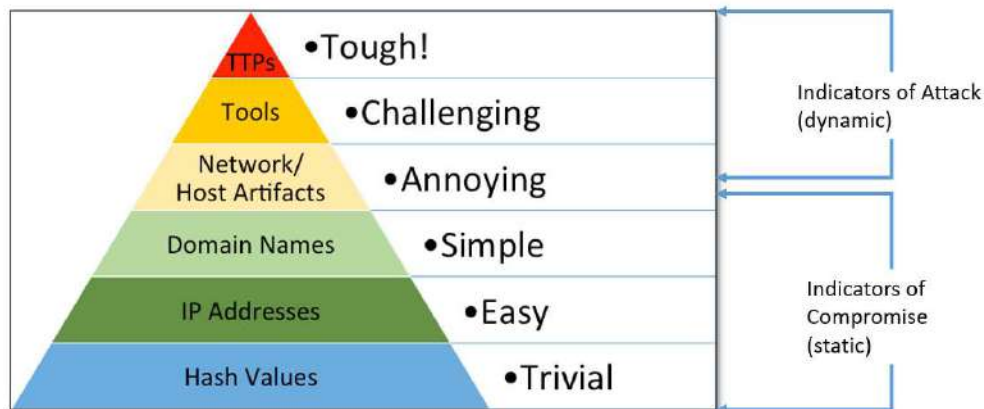 TTPs
•Tough!
Tools
•Challenging
Network/
Host Artifacts
•Annoying
Domain Names
•Simple
IP Addresses
•Easy
Hash Values
•Trivial
Indicators of Attack
(dynamic)
Indicators of
Compromise
(static)